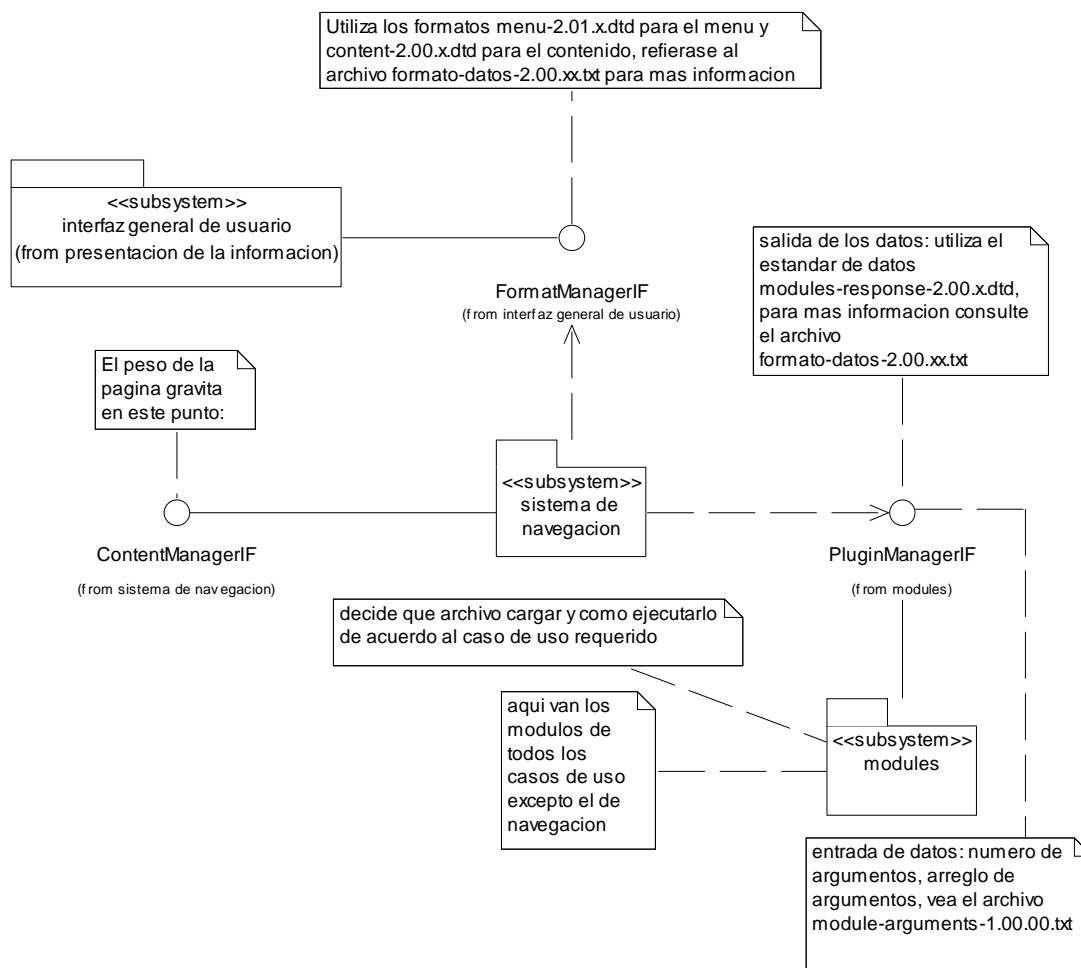 Utiliza los formatos menu-2.01.x.dtd para el menu y
content-2.00.x.dtd para el contenido, refierase al
archivo formato-datos-2.00.xx.txt para mas informacion
<<subsystem>>
interfaz general de usuario
(from presentacion de la informacion)
FormatManagerIF
(from interfaz general de usuario)
salida de los datos: utiliza el
estandar de datos
modules-response-2.00.x.dtd,
para mas informacion consulte
el archivo
formato-datos-2.00.xx.txt
El peso de la
pagina gravita
en este punto:
<<subsystem>>
sistema de
navegacion
ContentManagerIF
(from sistema de navegacion)
PluginManagerIF
(from modules)
decide que archivo cargar y como ejecutarlo
de acuerdo al caso de uso requerido
aqui van los
modulos de
todos los
casos de uso
excepto el de
navegacion
<<subsystem>>
modules
entrada de datos: numero de
argumentos, arreglo de
argumentos, vea el archivo
module-arguments-1.00.00.txt